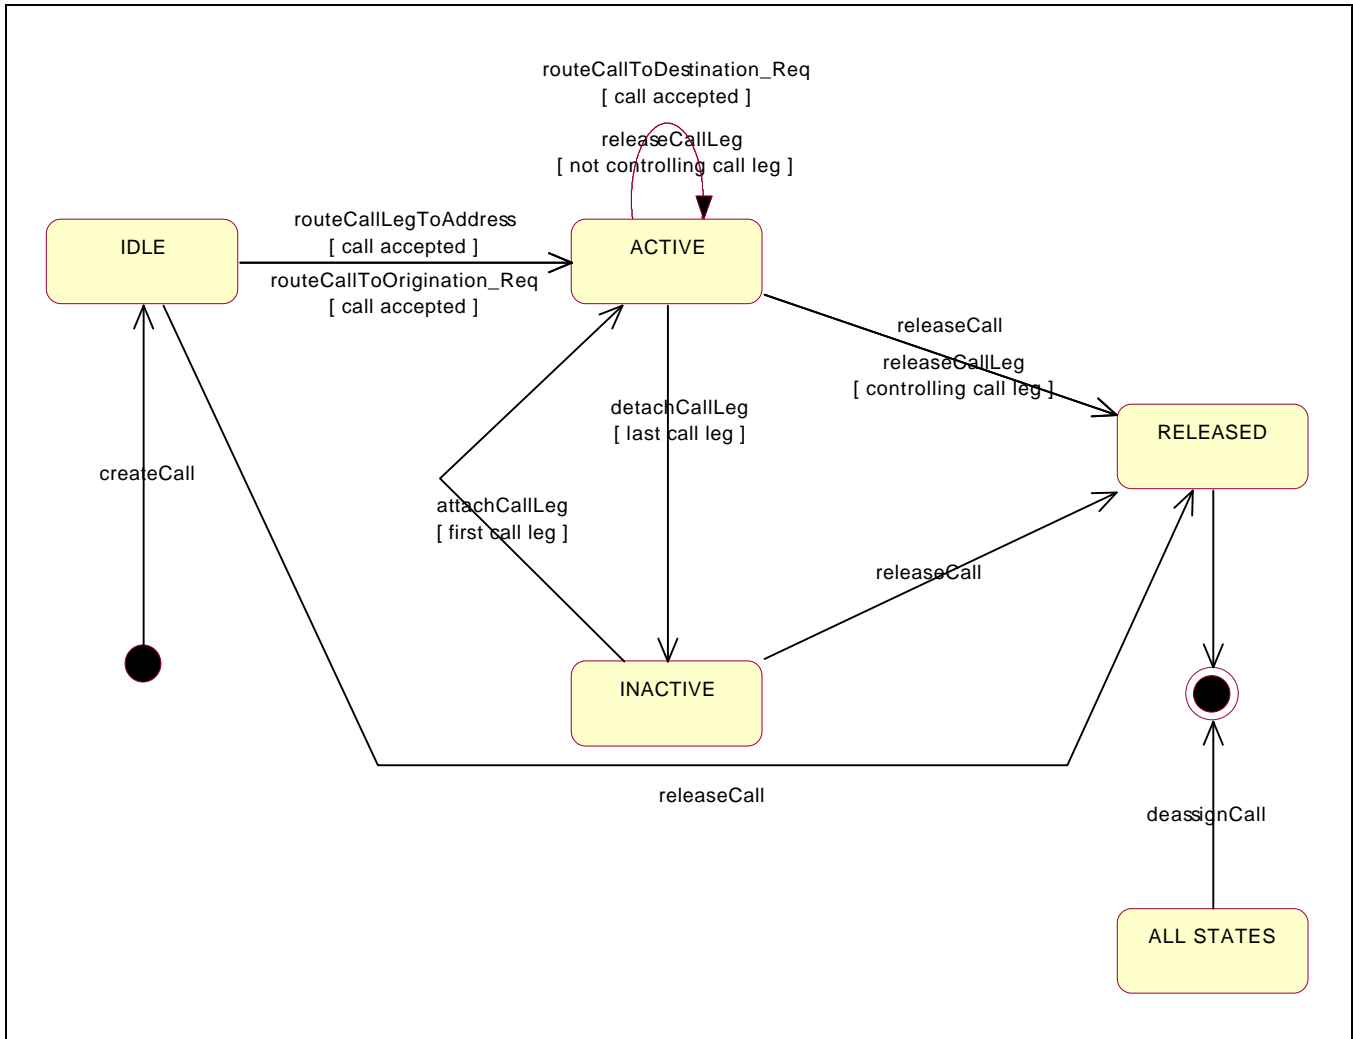 routeCallToDestination_Req
[ call accepted ]
releaseCallLeg
[ not controlling call leg ]
routeCallLegToAddress
[ call accepted ]
IDLE
ACTIVE
routeCallToOrigination_Req
[ call accepted ]
releaseCall
releaseCallLeg
[ controlling call leg ]
detachCallLeg
[ last call leg ]
RELEASED
createCall
attachCallLeg
[ first call leg ]
releaseCall
INACTIVE
releaseCall
deassignCall
ALL STATES